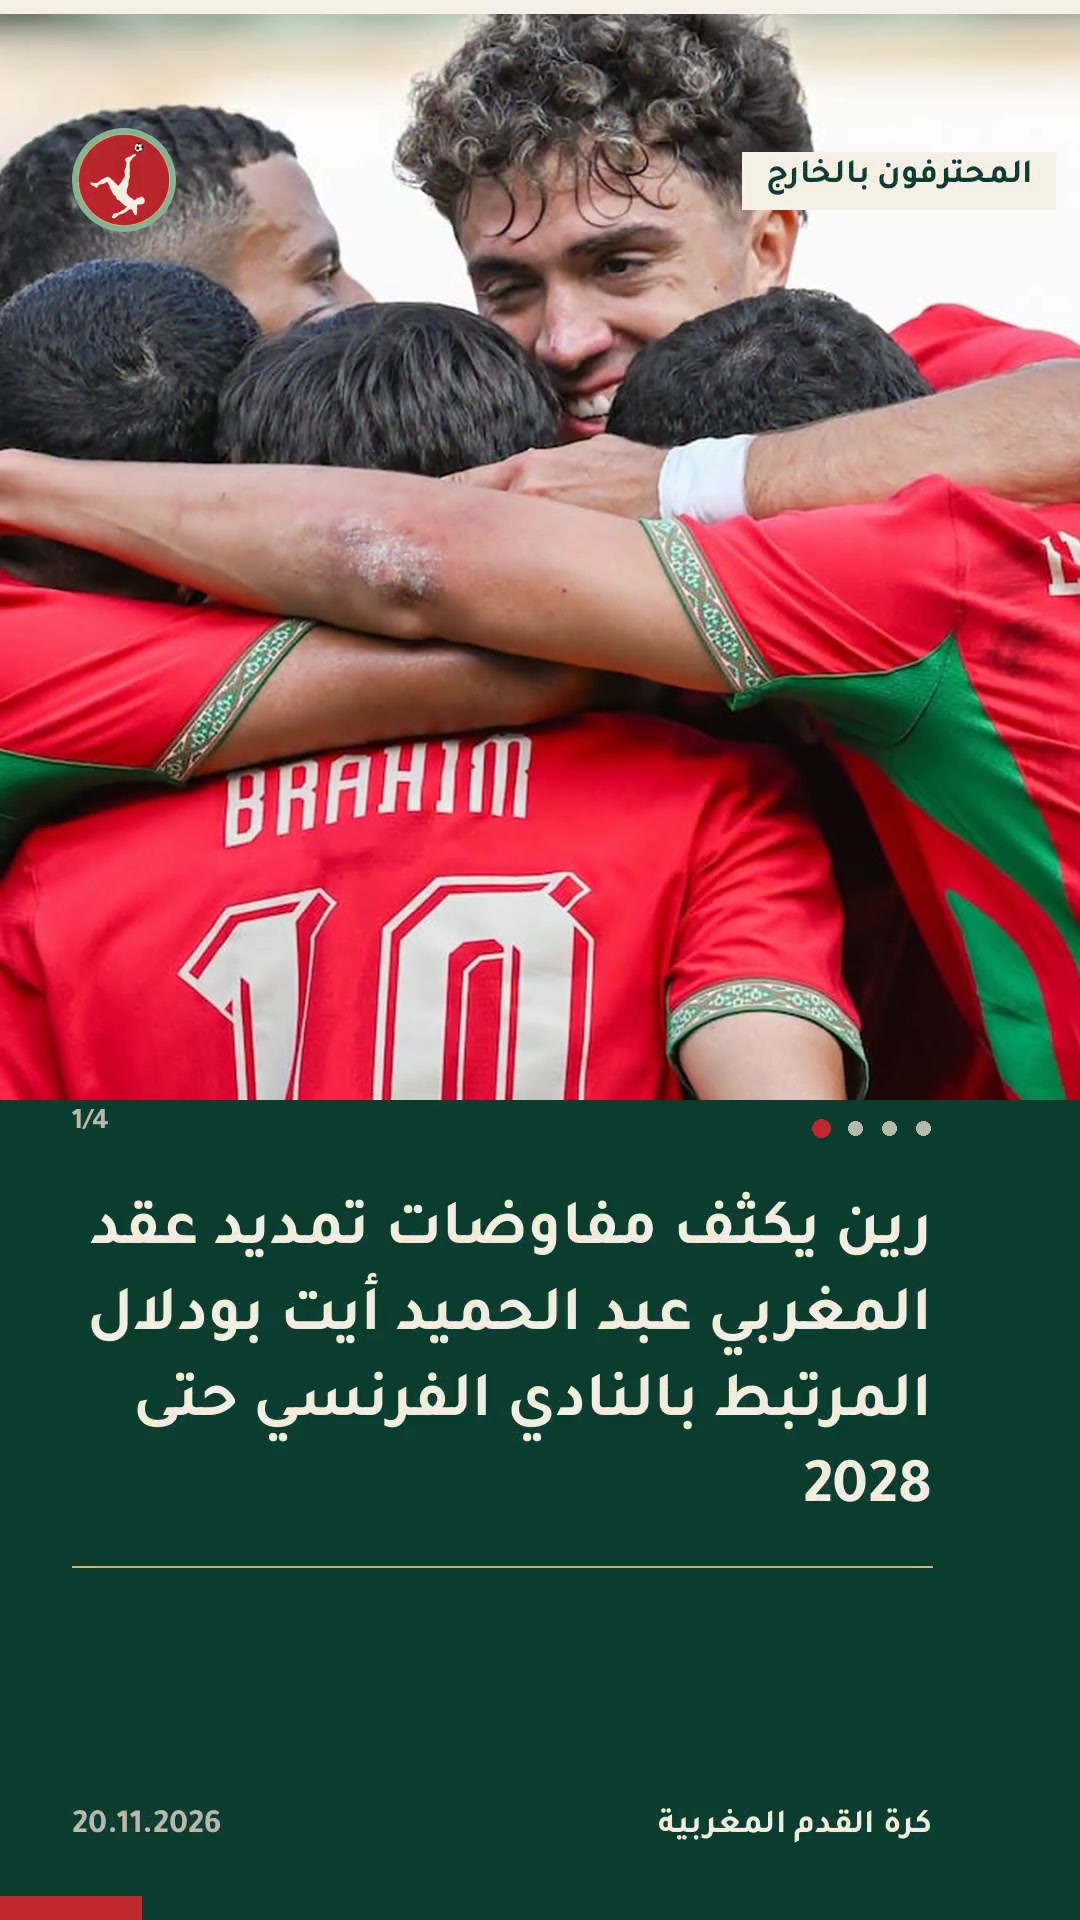 المحترفون بالخارج
BRAHIM
10
1/4
رين يكثف مفاوضات تمديد عقد
المغربي عبد الحميد أيت بودلال
المرتبط بالنادي الفرنسي حتى
2028
20.11.2026
كرة القدم المغربية